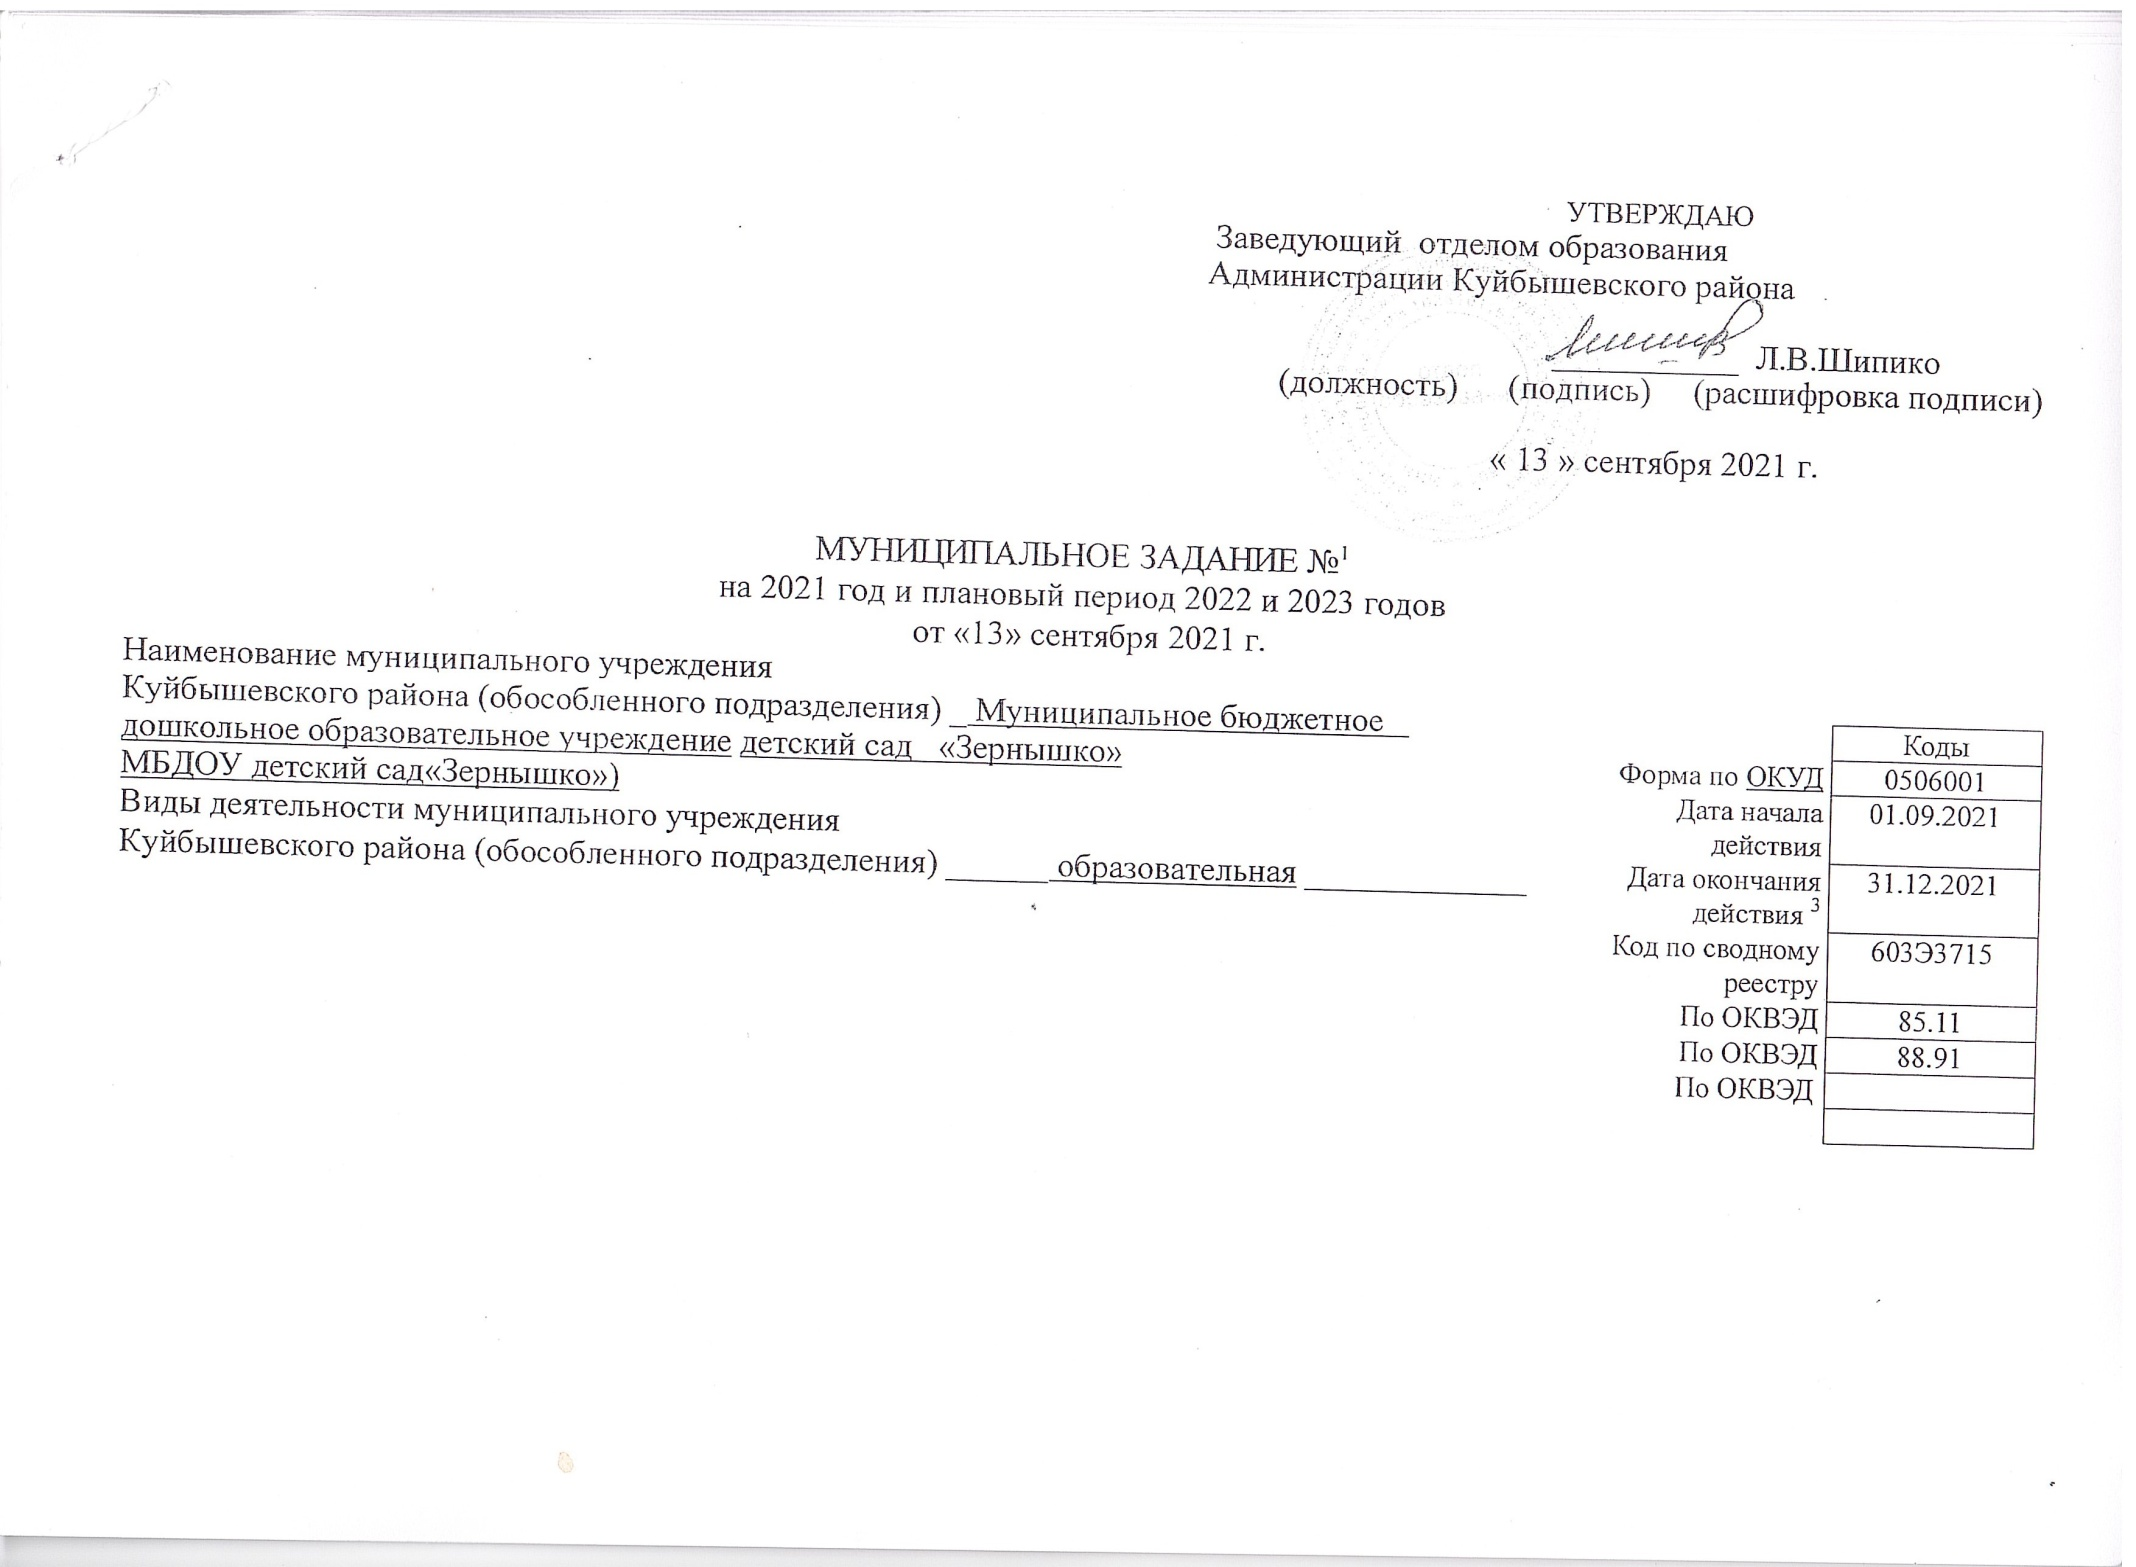 УТВЕРЖДАЮ
Заведующий отделом образования
Администрации Куйбышевского района
____________ Л.В.Шипико
(должность) (подпись) (расшифровка подписи)
« 13 » сентября 2021 г.
МУНИЦИПАЛЬНОЕ ЗАДАНИЕ №¹
на 2021 год и плановый период 2022 и 2023 годов
от «13» сентября 2021 г.
Наименование муниципального учреждения
Куйбышевского района (обособленного подразделения) _ Муниципальное бюджетное
дошкольное образовательное учреждение детский сад «Зернышко»
МБДОУ детский сад«Зернышко»)
Виды деятельности муниципального учреждения
Куйбышевского района (обособленного подразделения) _______образовательная ______________
Коды
Форма по ОКУД 0506001
Дата начала 01.09.2021
действия
Дата окончания 31.12.2021
действия ³
Код по сводному 603Э3715
реестру
По ОКВЭД 85.11
По ОКВЭД 88.91
По ОКВЭД